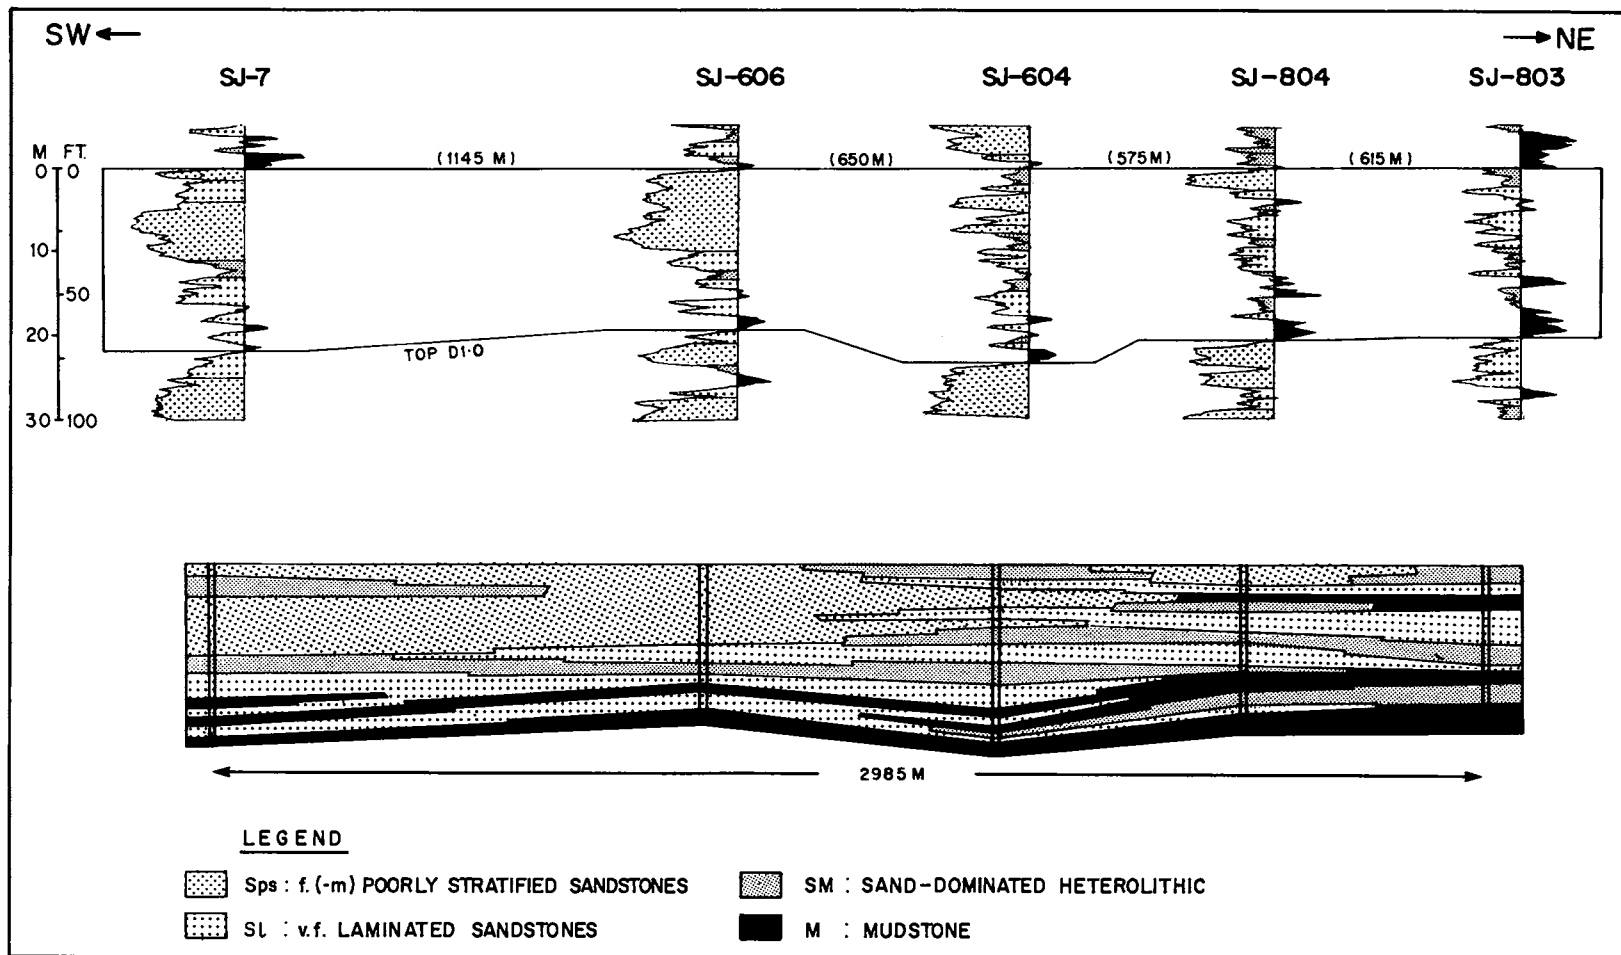 SW NE
SJ-7 SJ-606 SJ-604 SJ-804 SJ-803
M FT.
(1145 M) (650M) (575M) (615M)
0 0
10
50
20
TOP D1·0
30 100
2985 M
LEGEND
Sps : f.(-m) POORLY STRATIFIED SANDSTONES
SM : SAND-DOMINATED HETEROLITHIC
Sl : v.f. LAMINATED SANDSTONES
M : MUDSTONE